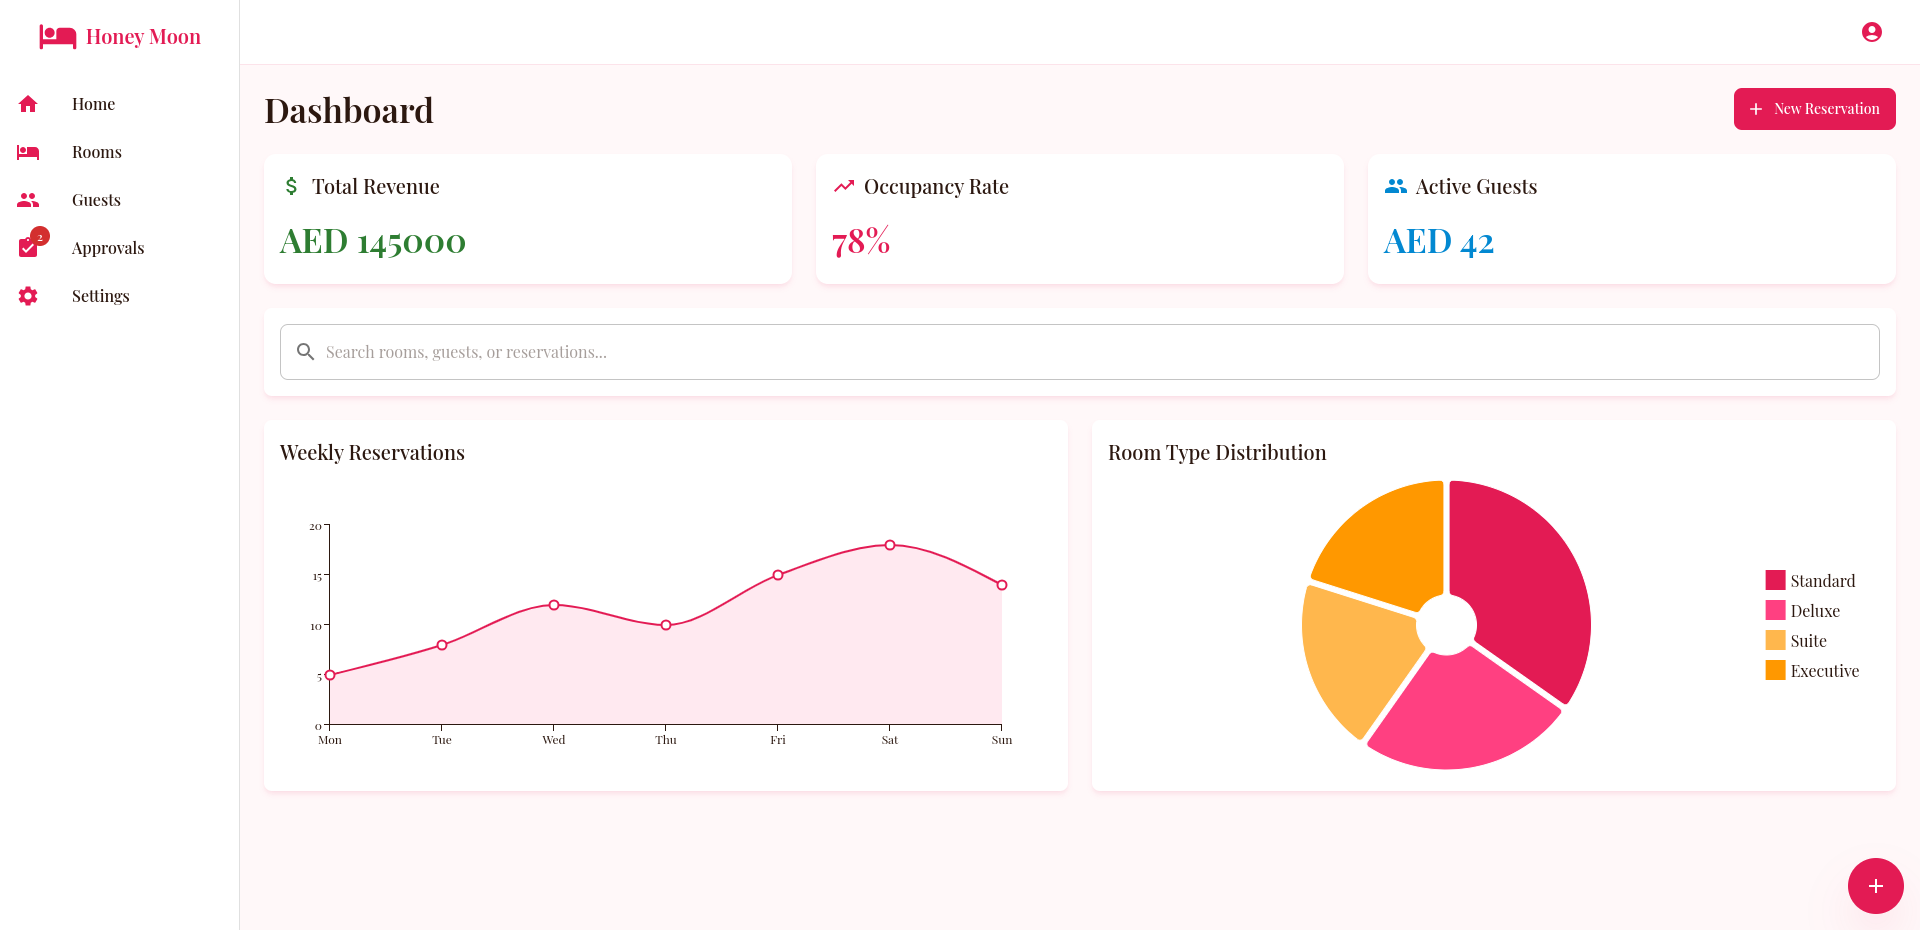 Honey Moon
Home
Rooms
Guests
2
Approvals
Settings
Dashboard
New Reservation
Total Revenue
AED 145000
Occupancy Rate
78%
Active Guests
AED 42
Search rooms, guests, or reservations...
Weekly Reservations
20
15
10
5
0
Mon Tue Wed Thu Fri Sat Sun
Room Type Distribution
Standard
Deluxe
Suite
Executive